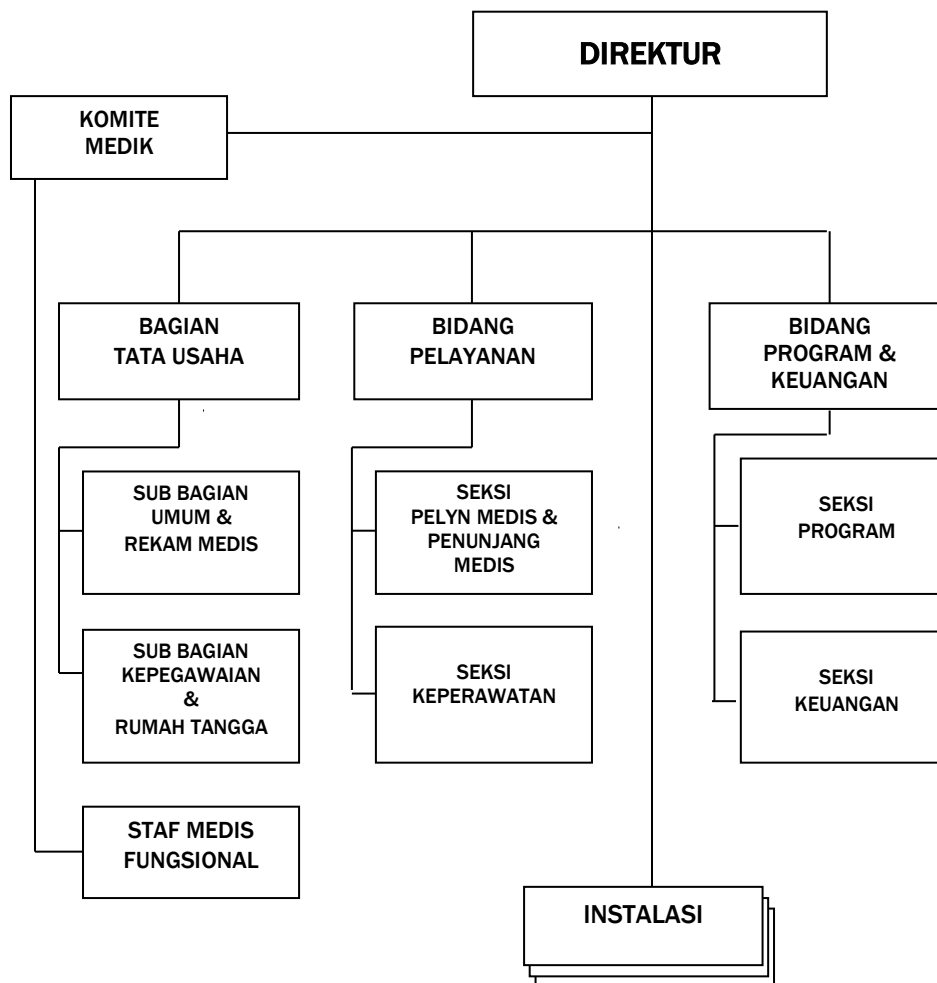 DIREKTUR
KOMITE
MEDIK
BAGIAN
TATA USAHA
BIDANG
PELAYANAN
BIDANG
PROGRAM &
KEUANGAN
SUB BAGIAN
UMUM &
REKAM MEDIS
SEKSI
PELYN MEDIS &
PENUNJANG
MEDIS
SEKSI
PROGRAM
SUB BAGIAN
KEPEGAWAIAN
&
RUMAH TANGGA
SEKSI
KEPERAWATAN
SEKSI
KEUANGAN
STAF MEDIS
FUNGSIONAL
INSTALASI